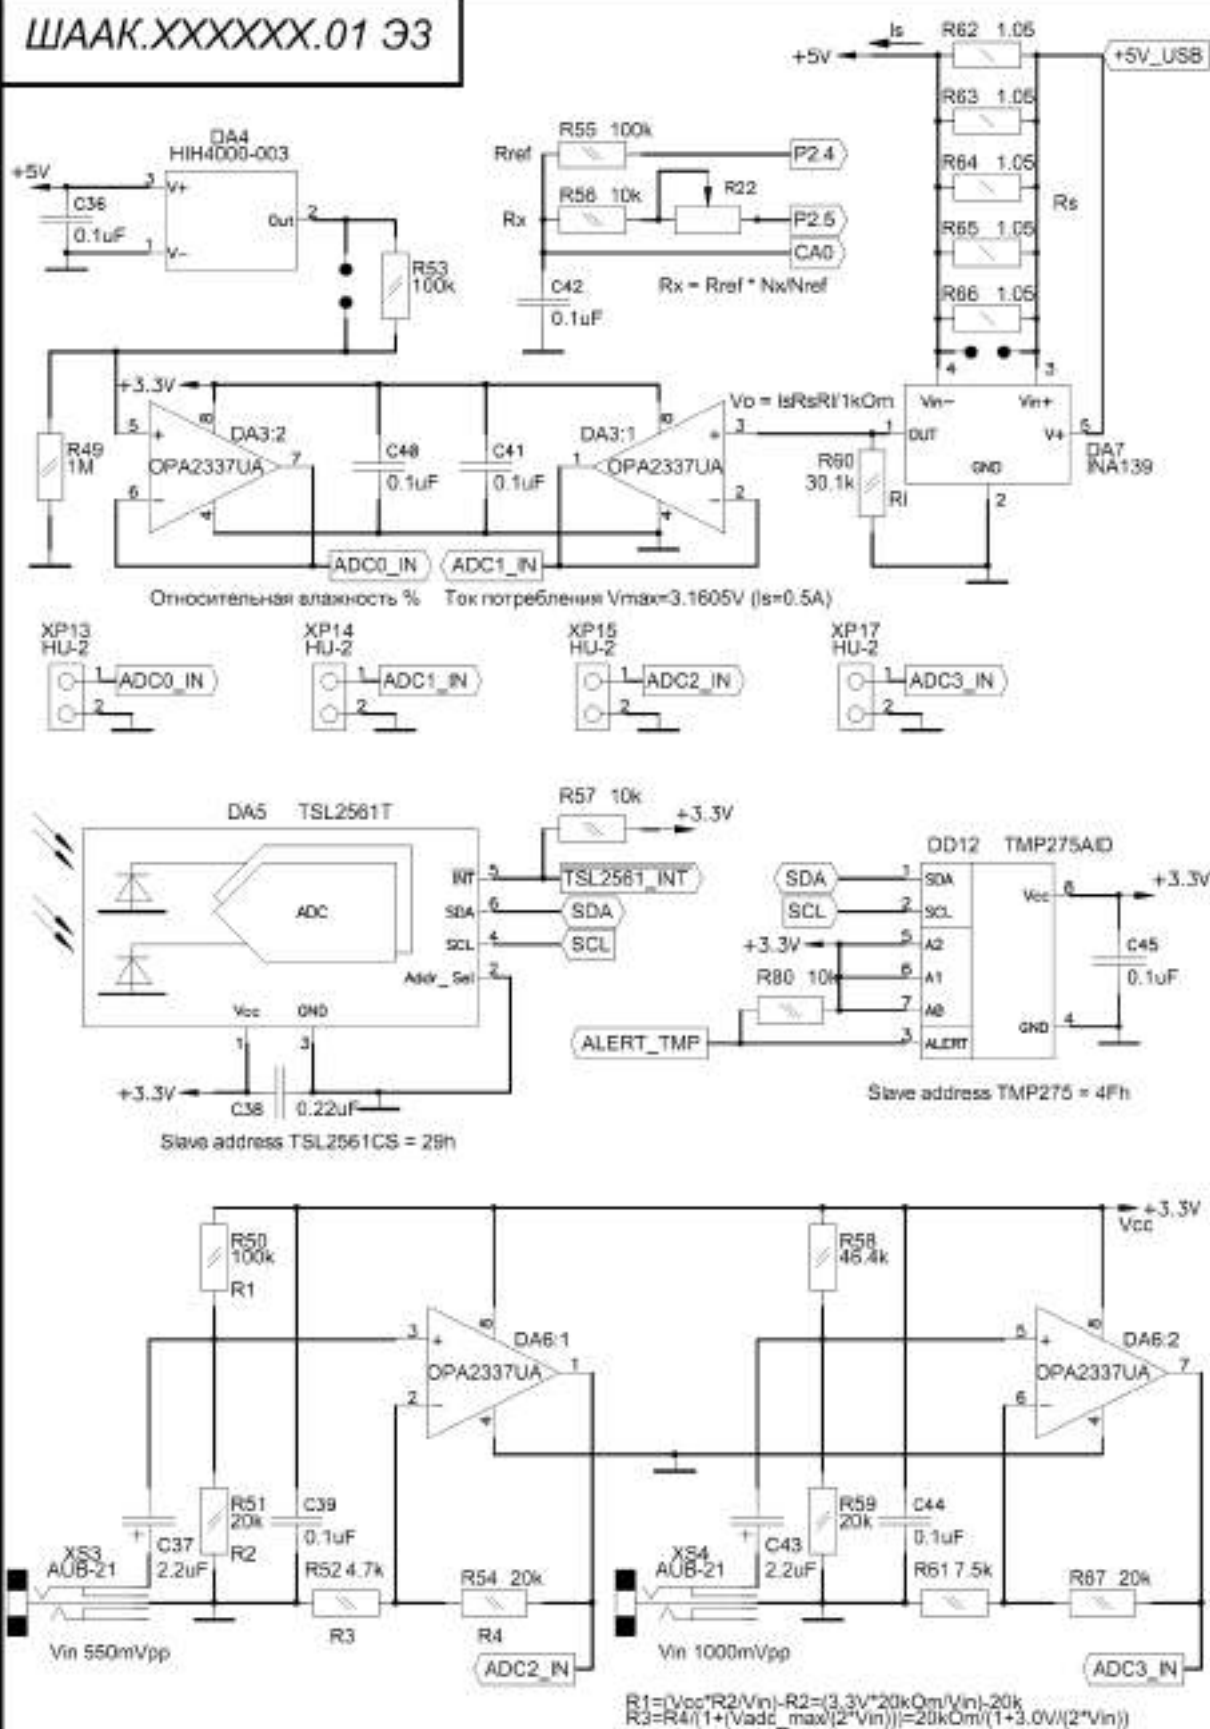 ШААК.XXXXXX.01 Э3
Is
R62 1.05
+5V
+5V_USB
R63 1.05
R64 1.05
Rs
R65 1.05
R66 1.05
DA4
HIH4000-003
+5V
3 V+
C36
0.1uF
Out 2
1 V-
R53
100k
R55 100k
Rref
P2.4
R56 10k
R22
Rx
P2.5
CA0
C42
0.1uF
Rx = Rref * Nx/Nref
4
3
Vin-
Vin+
1 OUT
V+ 5
GND
2
DA7
INA139
+3.3V
Vo = IsRsRl/1kOm
R49
1M
5
+
8
DA3:2
OPA2337UA
7
6
-
4
C48
0.1uF
C41
0.1uF
DA3:1
OPA2337UA
8
+
3
1
-
2
4
R60
30.1k
Rl
ADC0_IN
ADC1_IN
Относительная влажность %
Ток потребления Vmax=3.1605V (Is=0.5A)
XP13
HU-2
1
ADC0_IN
2
XP14
HU-2
1
ADC1_IN
2
XP15
HU-2
1
ADC2_IN
2
XP17
HU-2
1
ADC3_IN
2
DA5 TSL2561T
R57 10k
+3.3V
INT 5
TSL2561_INT
ADC
SDA 6
SDA
SCL 4
SCL
Addr_Sel 2
Vcc
GND
1
3
+3.3V
C38
0.22uF
Slave address TSL2561CS = 29h
DD12 TMP275AID
SDA
1 SDA
Vcc 8
+3.3V
SCL
2 SCL
+3.3V
5 A2
C45
0.1uF
R80 10k
6 A1
7 A0
GND 4
ALERT_TMP
3 ALERT
Slave address TMP275 = 4Fh
+3.3V
Vcc
R50
100k
R1
3
+
8
DA6:1
OPA2337UA
1
2
-
4
R58
46.4k
5
+
8
DA6:2
OPA2337UA
7
6
-
4
R51
20k
R2
C39
0.1uF
+
C37
2.2uF
XS3
AUB-21
R52 4.7k
R3
R54 20k
R4
Vin 550mVpp
ADC2_IN
R59
20k
C44
0.1uF
+
C43
2.2uF
XS4
AUB-21
R61 7.5k
R67 20k
Vin 1000mVpp
ADC3_IN
R1=(Vcc*R2/Vin)-R2=(3.3V*20kOm/Vin)-20k
R3=R4/(1+(Vadc_max/(2*Vin)))=20kOm/(1+3.0V/(2*Vin))